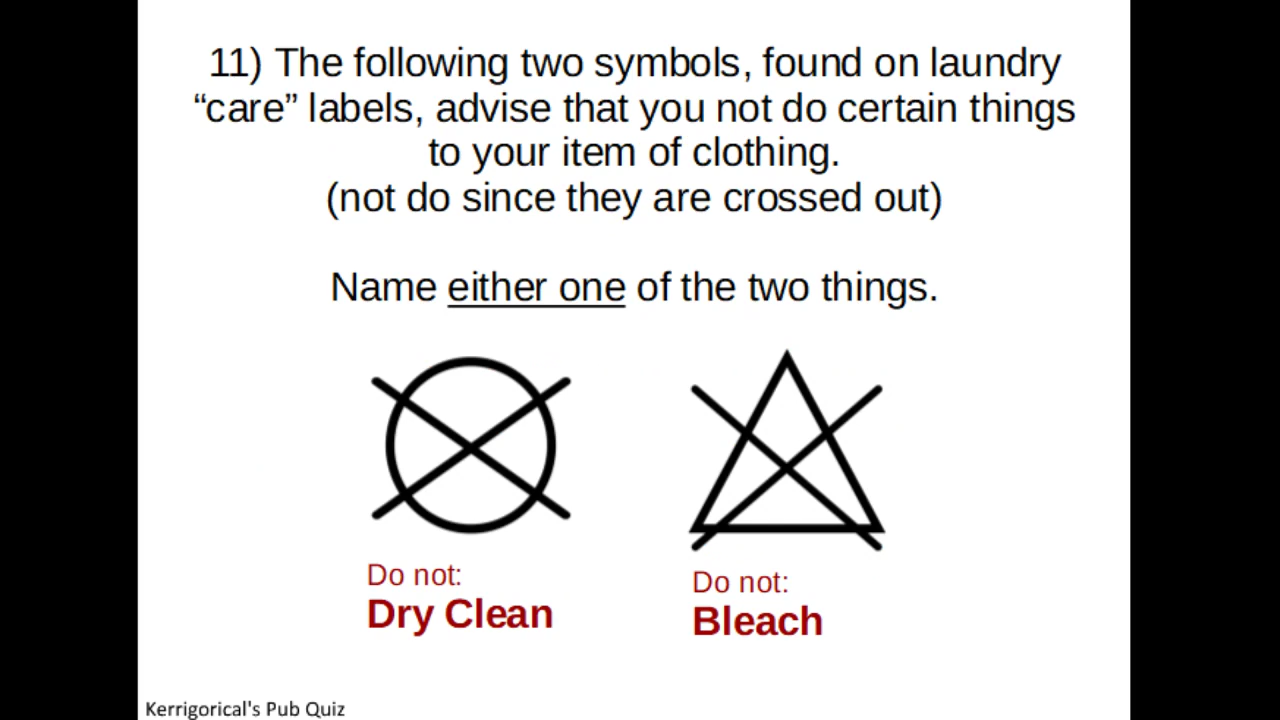 11) The following two symbols, found on laundry
“care” labels, advise that you not do certain things
to your item of clothing.
(not do since they are crossed out)
Name either one of the two things.
Do not:
Dry Clean
Do not:
Bleach
Kerrigorical's Pub Quiz